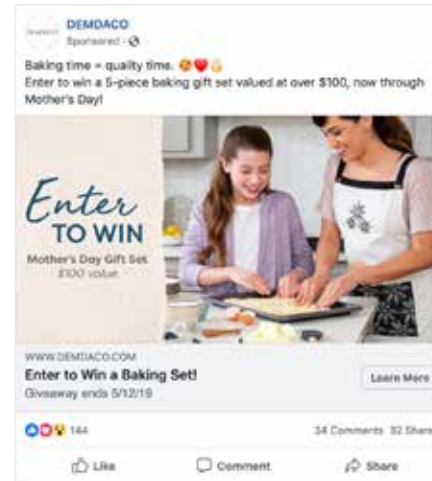 DEMDACO
Sponsored ·
Baking time = quality time.
Enter to win a 5-piece baking gift set valued at over $100, now through
Mother's Day!
Enter
TO WIN
Mother's Day Gift Set
$100 value
WWW.DEMDACO.COM
Enter to Win a Baking Set!
Giveaway ends 5/12/19
Learn More
144
34 Comments 32 Share
Like
Comment
Share